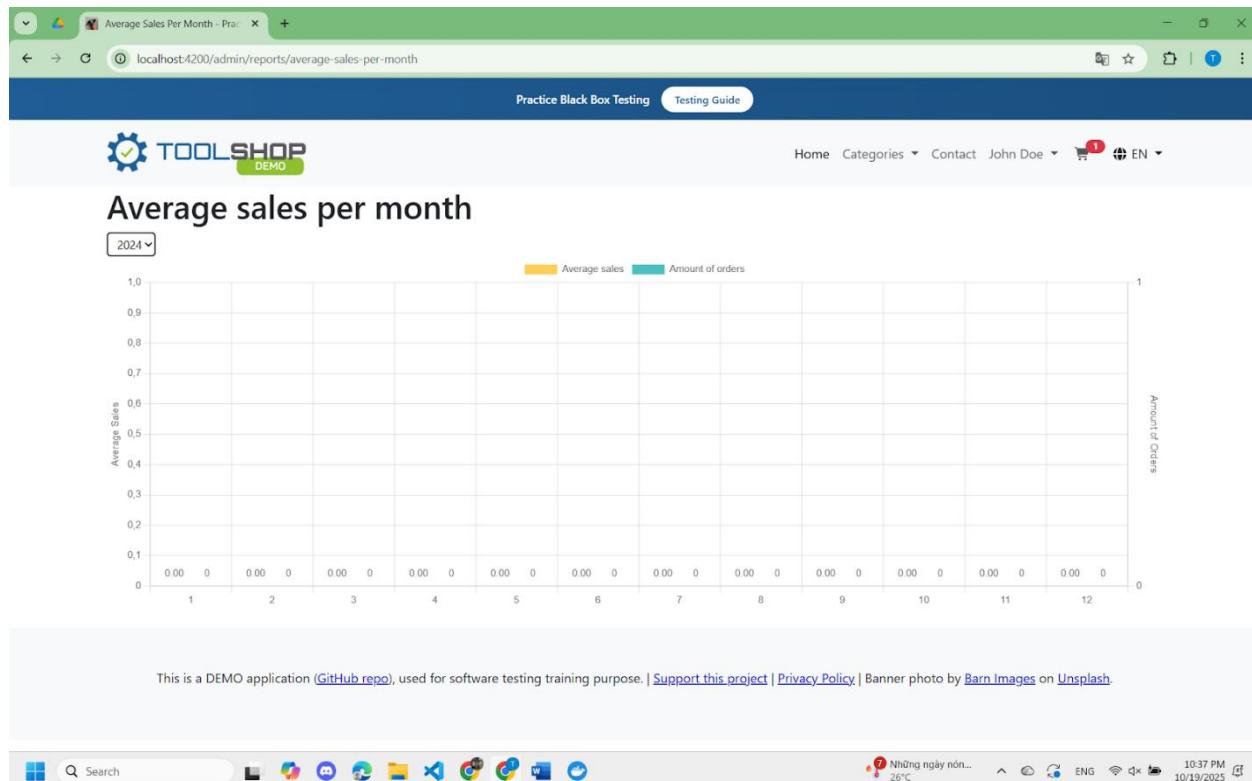 Average Sales Per Month - Prac
localhost:4200/admin/reports/average-sales-per-month
T
Practice Black Box Testing Testing Guide
TOOLSHOP
DEMO
Home Categories Contact John Doe 1 EN
Average sales per month
2024
Average sales Amount of orders
1,0 1
0,9
0,8
0,7
0,6
0,5
0,4
0,3
0,2
0,1
Average Sales
Amount of Orders
0.00 0 0.00 0 0.00 0 0.00 0 0.00 0 0.00 0 0.00 0 0.00 0 0.00 0 0.00 0 0.00 0 0.00 0
0 0
1 2 3 4 5 6 7 8 9 10 11 12
This is a DEMO application (GitHub repo), used for software testing training purpose. | Support this project | Privacy Policy | Banner photo by Barn Images on Unsplash.
Search
7 Những ngày nón...
26°C
ENG
10:37 PM
10/19/2025